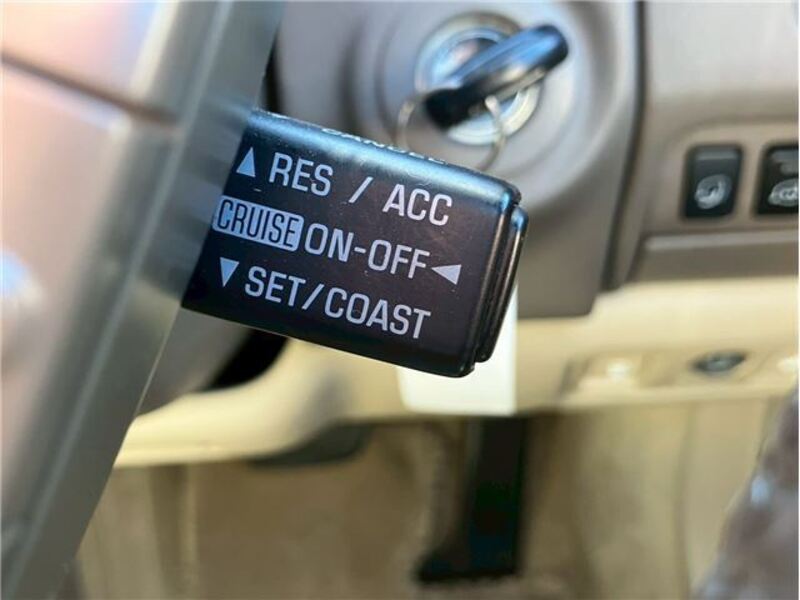 ▲ RES / ACC
CRUISE ON-OFF ◄
▼ SET/COAST